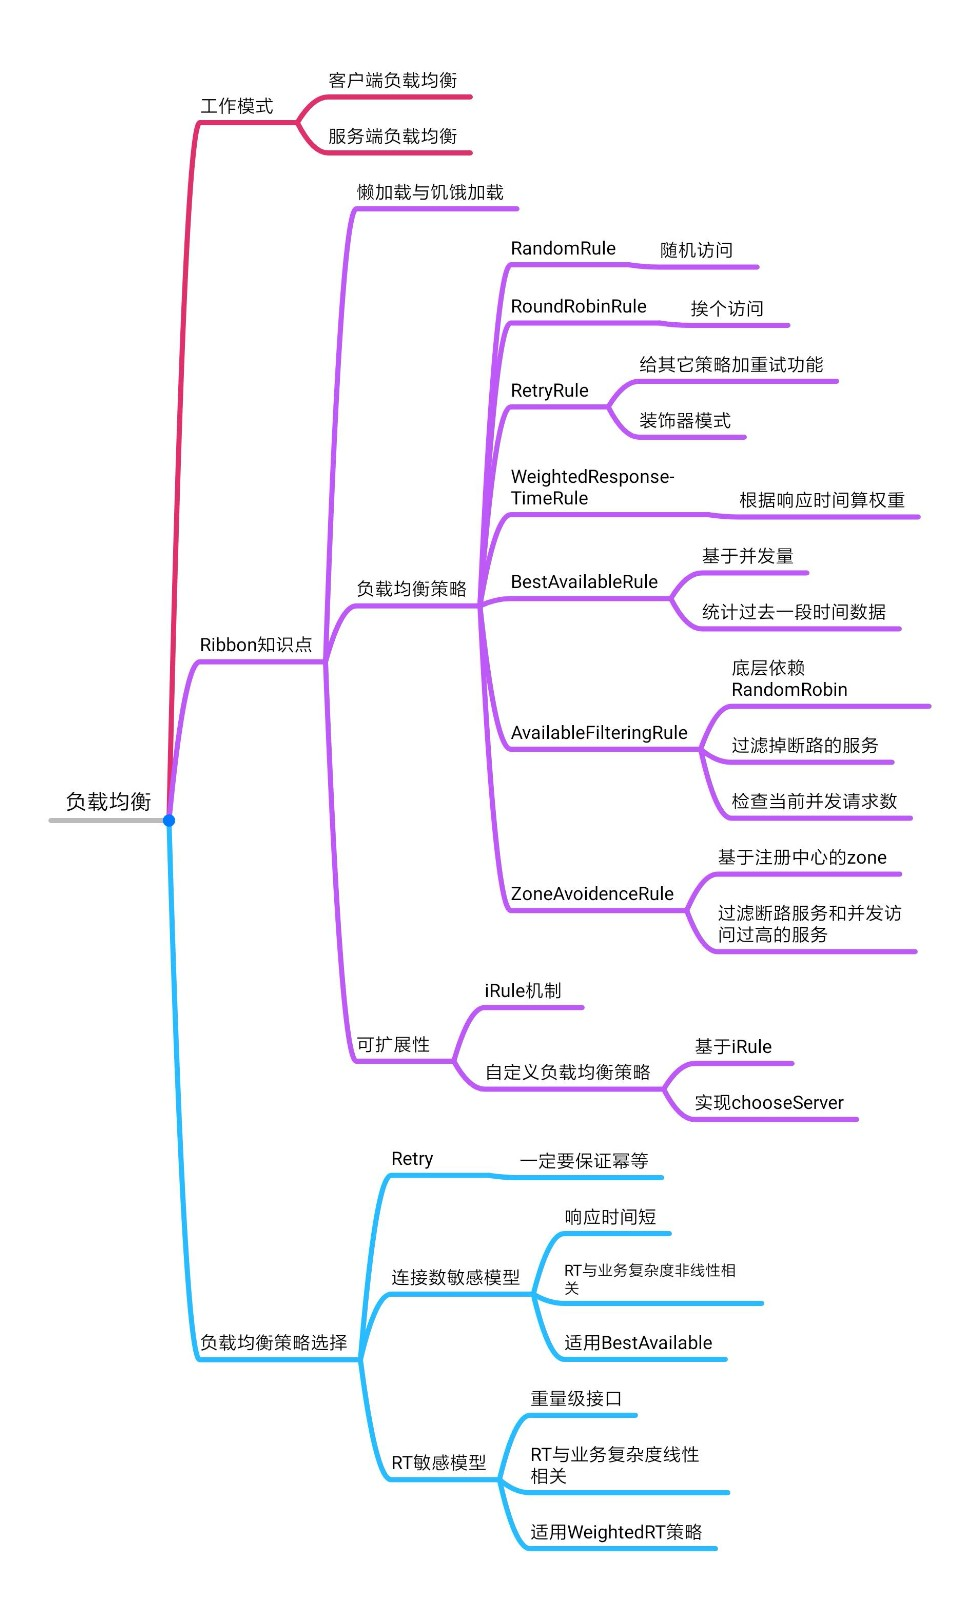 客户端负载均衡
工作模式
服务端负载均衡
懒加载与饥饿加载
RandomRule
随机访问
RoundRobinRule
挨个访问
给其它策略加重试功能
RetryRule
装饰器模式
WeightedResponse-
TimeRule
根据响应时间算权重
基于并发量
BestAvailableRule
负载均衡策略
统计过去一段时间数据
Ribbon知识点
底层依赖
RandomRobin
AvailableFilteringRule
过滤掉断路的服务
负载均衡
检查当前并发请求数
基于注册中心的zone
ZoneAvoidenceRule
过滤断路服务和并发访
问过高的服务
iRule机制
可扩展性
基于iRule
自定义负载均衡策略
实现chooseServer
Retry
一定要保证幂等
响应时间短
连接数敏感模型
RT与业务复杂度非线性相
关
负载均衡策略选择
适用BestAvailable
重量级接口
RT敏感模型
RT与业务复杂度线性
相关
适用WeightedRT策略